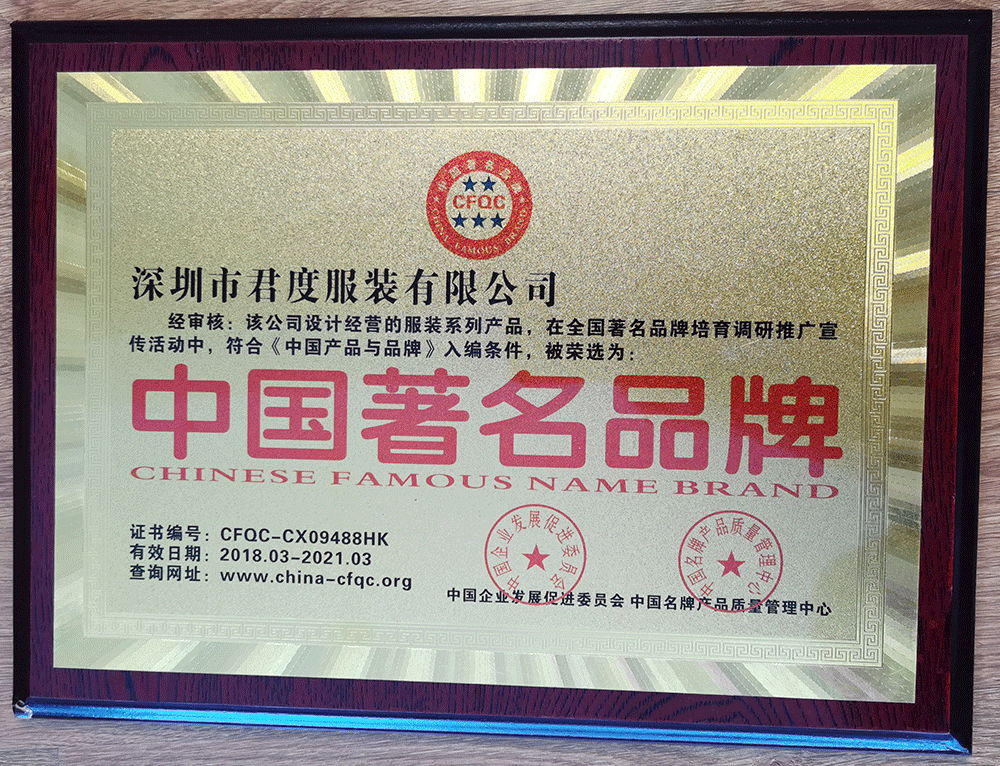 中国著名品牌
CFQC
CHINA FAMOUS BRAND
深圳市君度服装有限公司
经审核：该公司设计经营的服装系列产品，在全国著名品牌培育调研推广宣
传活动中，符合《中国产品与品牌》入编条件，被荣选为：
中国著名品牌
CHINESE FAMOUS NAME BRAND
证书编号：CFQC-CX09488HK
有效日期：2018.03-2021.03
查询网址：www.china-cfqc.org
中国企业发展促进委员会
中国名牌产品质量管理中心
中国企业发展促进委员会 中国名牌产品质量管理中心